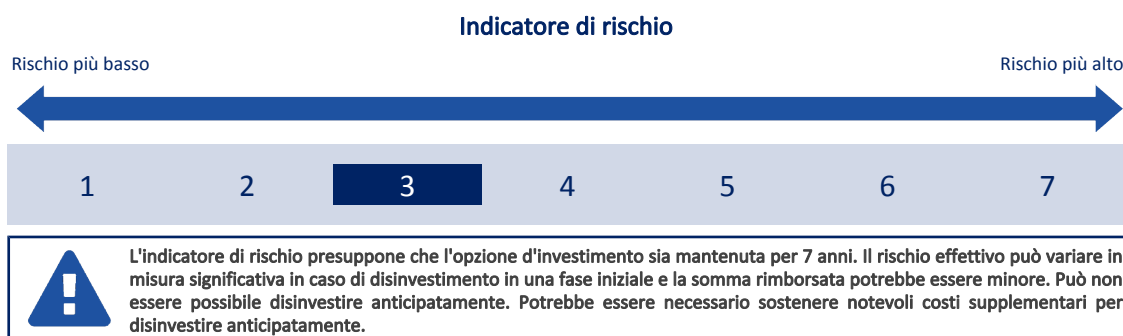 Indicatore di rischio
Rischio più basso Rischio più alto
1 2 3 4 5 6 7
L'indicatore di rischio presuppone che l'opzione d'investimento sia mantenuta per 7 anni. Il rischio effettivo può variare in
misura significativa in caso di disinvestimento in una fase iniziale e la somma rimborsata potrebbe essere minore. Può non
essere possibile disinvestire anticipatamente. Potrebbe essere necessario sostenere notevoli costi supplementari per
disinvestire anticipatamente.